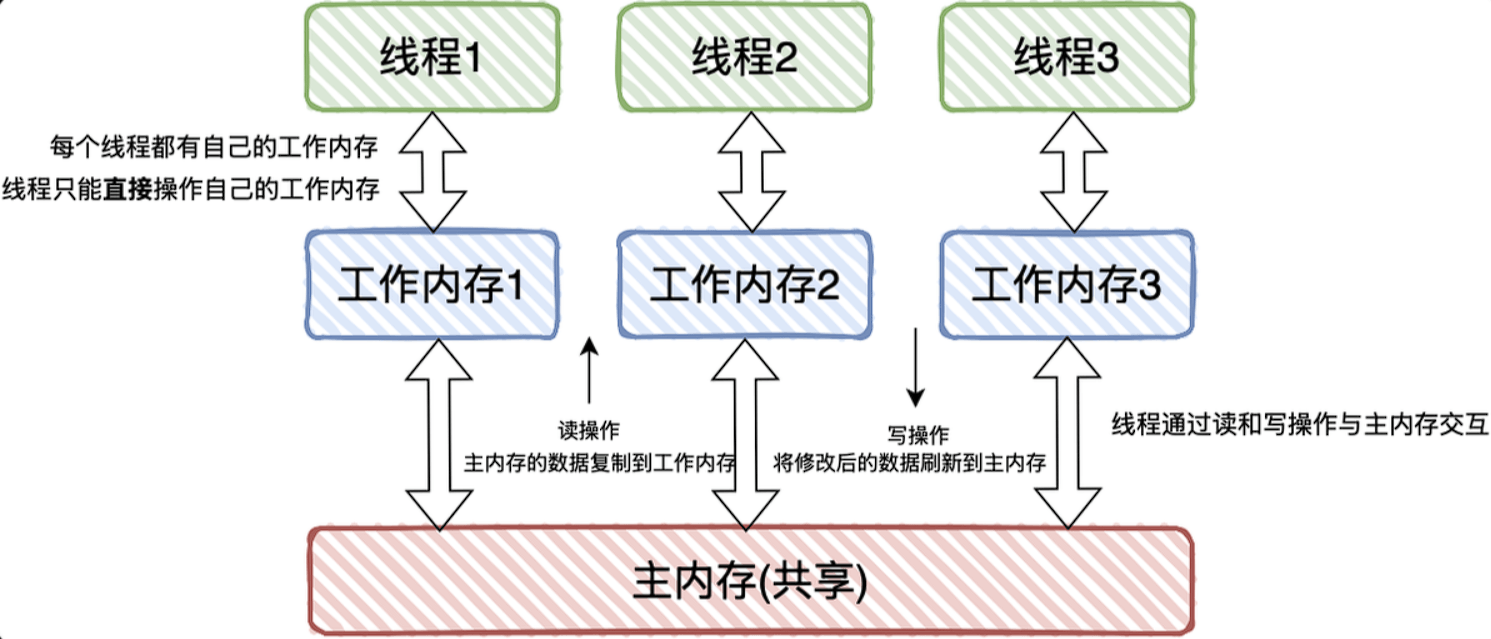 线程1
线程2
线程3
每个线程都有自己的工作内存
线程只能直接操作自己的工作内存
工作内存1
工作内存2
工作内存3
读操作
主内存的数据复制到工作内存
写操作
将修改后的数据刷新到主内存
线程通过读和写操作与主内存交互
主内存(共享)